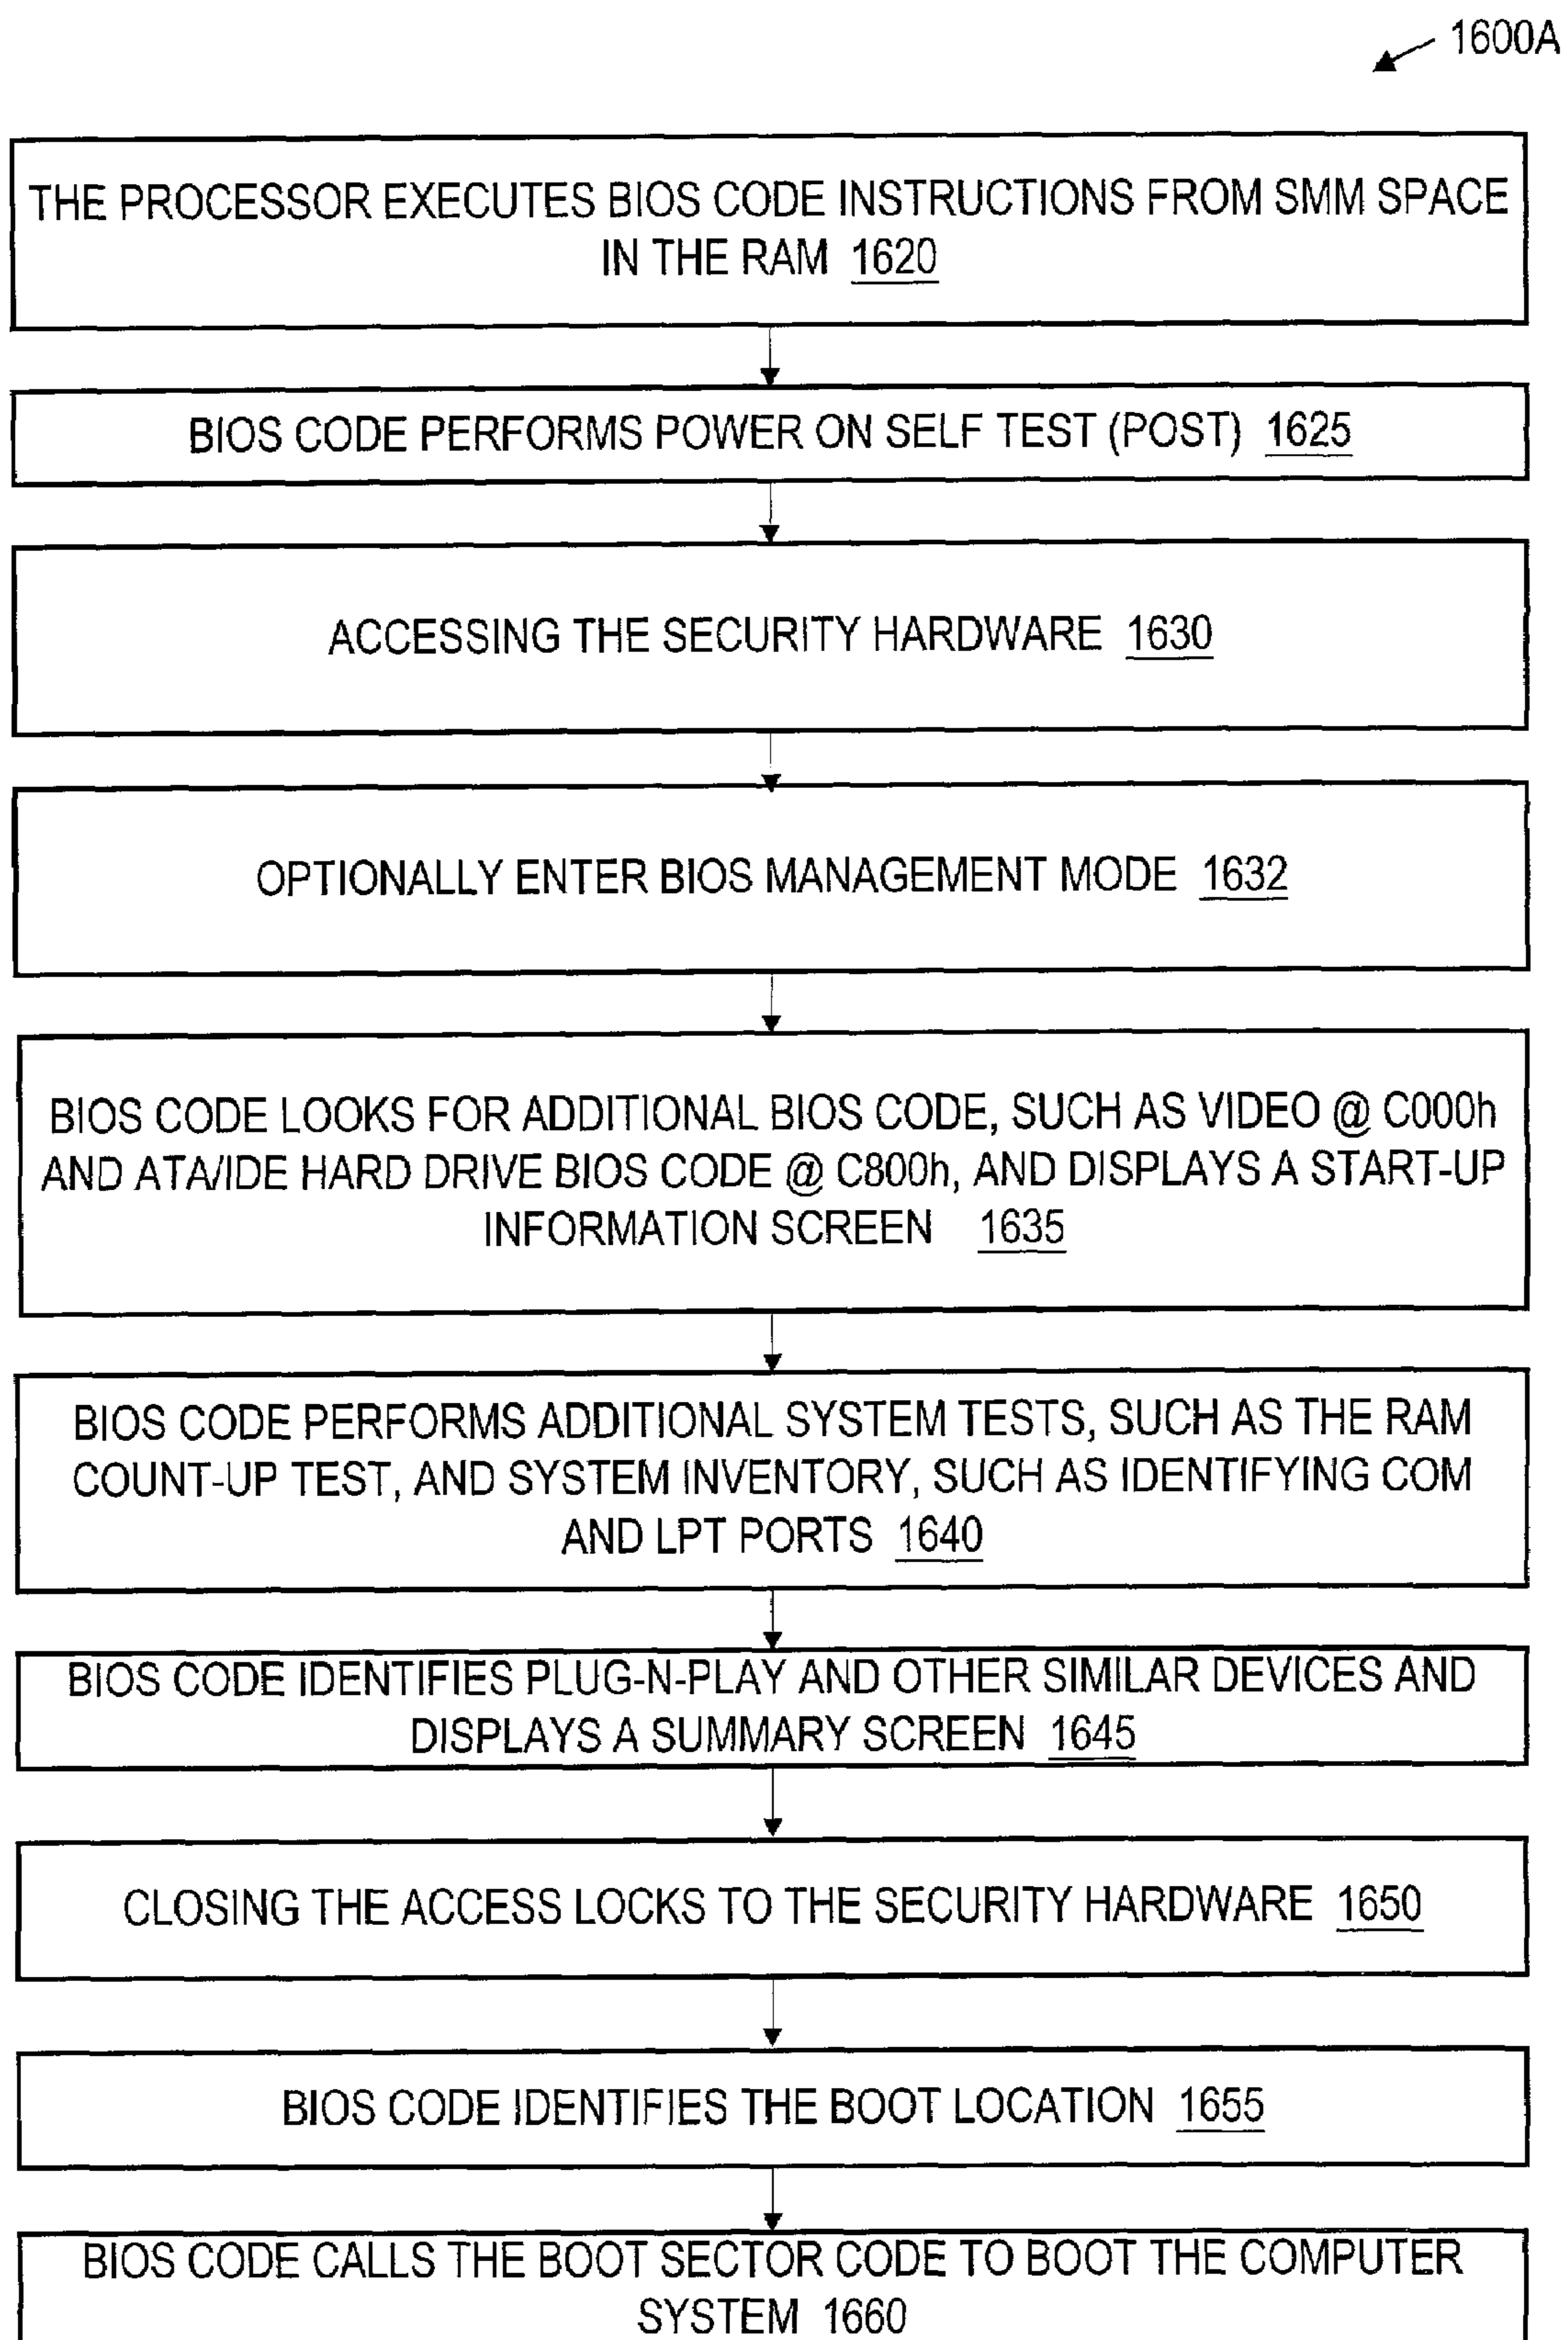 1600A
THE PROCESSOR EXECUTES BIOS CODE INSTRUCTIONS FROM SMM SPACE
IN THE RAM 1620
BIOS CODE PERFORMS POWER ON SELF TEST (POST) 1625
ACCESSING THE SECURITY HARDWARE 1630
OPTIONALLY ENTER BIOS MANAGEMENT MODE 1632
BIOS CODE LOOKS FOR ADDITIONAL BIOS CODE, SUCH AS VIDEO @ C000h
AND ATA/IDE HARD DRIVE BIOS CODE @ C800h, AND DISPLAYS A START-UP
INFORMATION SCREEN 1635
BIOS CODE PERFORMS ADDITIONAL SYSTEM TESTS, SUCH AS THE RAM
COUNT-UP TEST, AND SYSTEM INVENTORY, SUCH AS IDENTIFYING COM
AND LPT PORTS 1640
BIOS CODE IDENTIFIES PLUG-N-PLAY AND OTHER SIMILAR DEVICES AND
DISPLAYS A SUMMARY SCREEN 1645
CLOSING THE ACCESS LOCKS TO THE SECURITY HARDWARE 1650
BIOS CODE IDENTIFIES THE BOOT LOCATION 1655
BIOS CODE CALLS THE BOOT SECTOR CODE TO BOOT THE COMPUTER
SYSTEM 1660